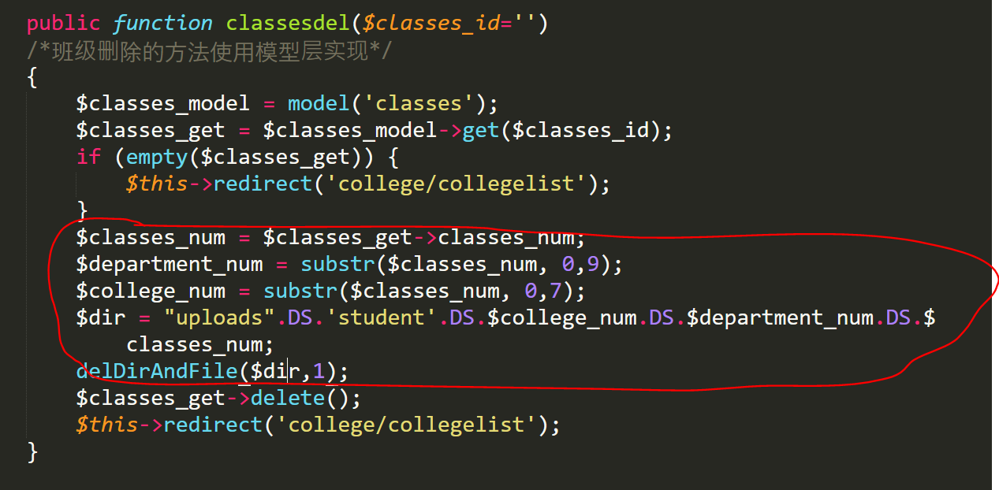 public function classesdel($classes_id='')
/*班级删除的方法使用模型层实现*/
{
    $classes_model = model('classes');
    $classes_get = $classes_model->get($classes_id);
    if (empty($classes_get)) {
        $this->redirect('college/collegelist');
    }
    $classes_num = $classes_get->classes_num;
    $department_num = substr($classes_num, 0,9);
    $college_num = substr($classes_num, 0,7);
    $dir = "uploads".DS.'student'.DS.$college_num.DS.$department_num.DS.$
        classes_num;
    delDirAndFile($dir,1);
    $classes_get->delete();
    $this->redirect('college/collegelist');
}